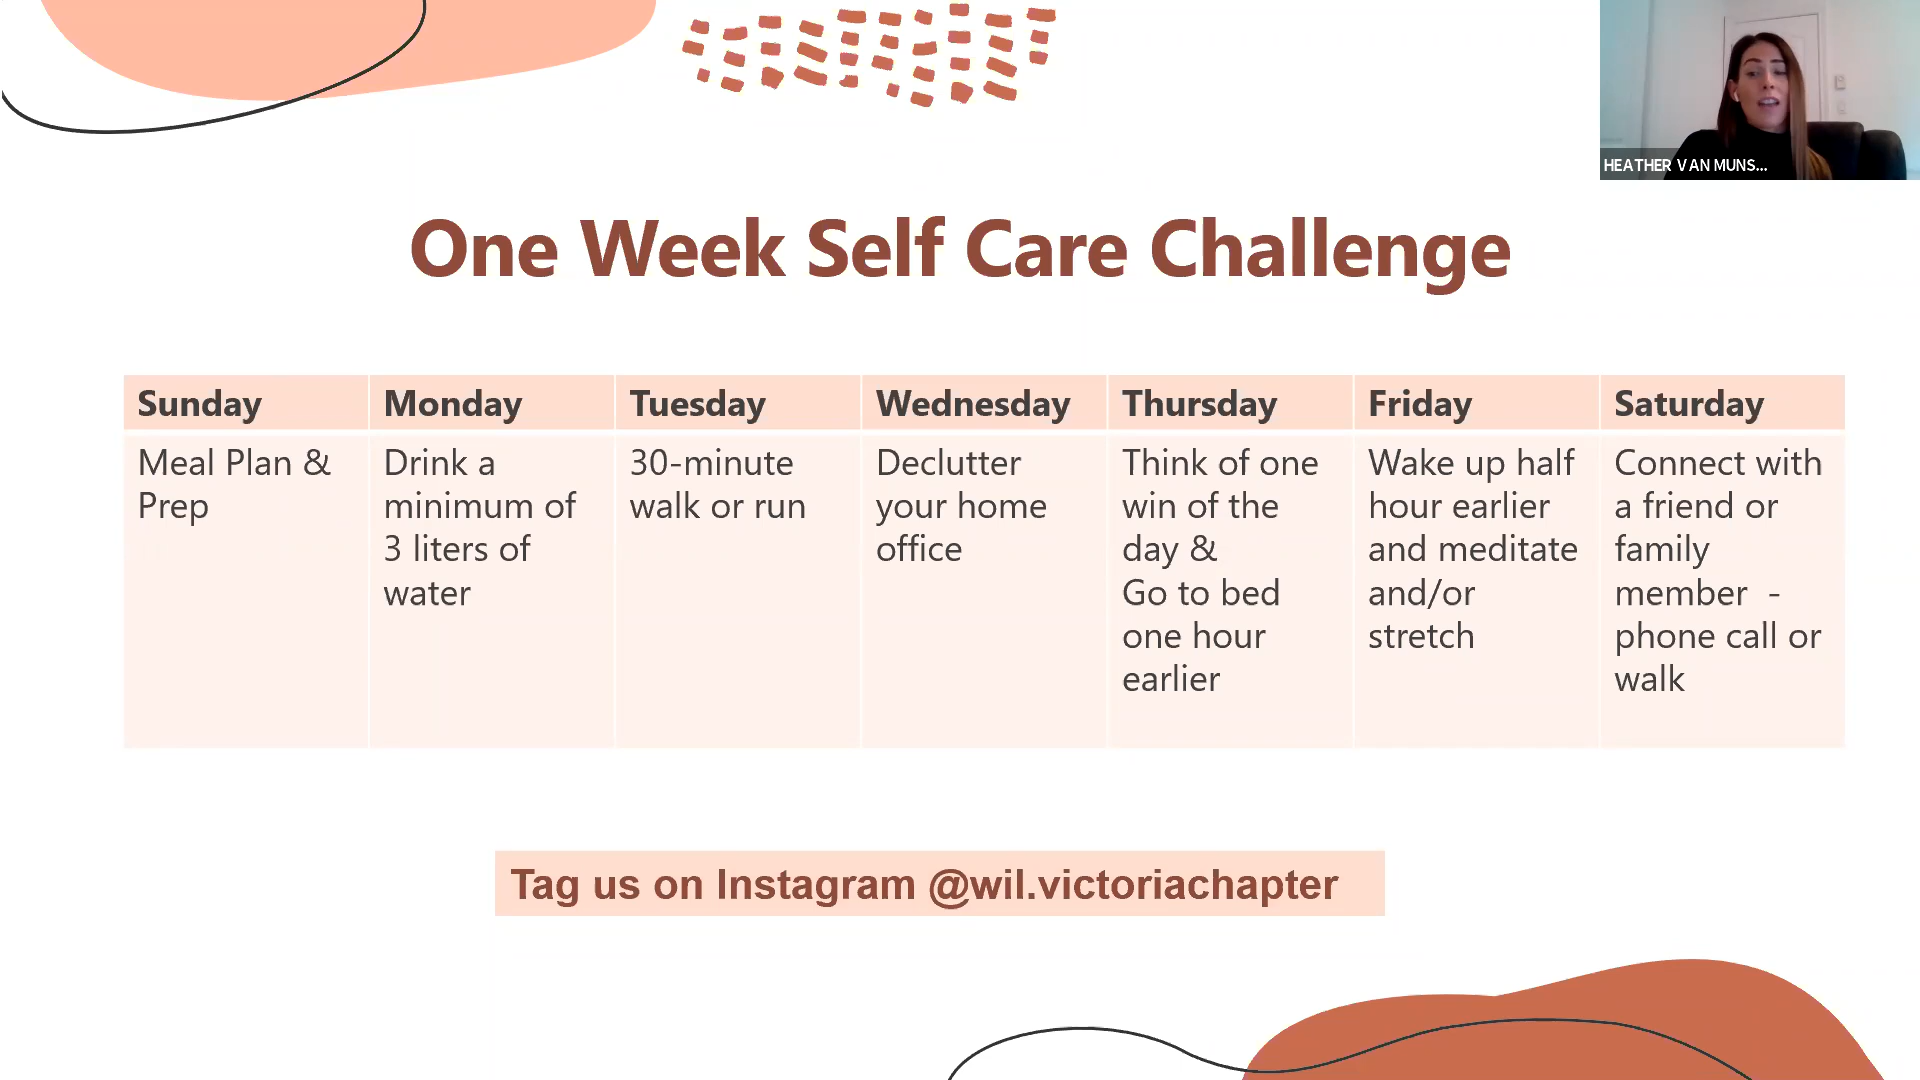 HEATHER VAN MUNS...
One Week Self Care Challenge
Sunday
Monday
Tuesday
Wednesday
Thursday
Friday
Saturday
Meal Plan &
Prep
Drink a
minimum of
3 liters of
water
30-minute
walk or run
Declutter
your home
office
Think of one
win of the
day &
Go to bed
one hour
earlier
Wake up half
hour earlier
and meditate
and/or
stretch
Connect with
a friend or
family
member -
phone call or
walk
Tag us on Instagram @wil.victoriachapter